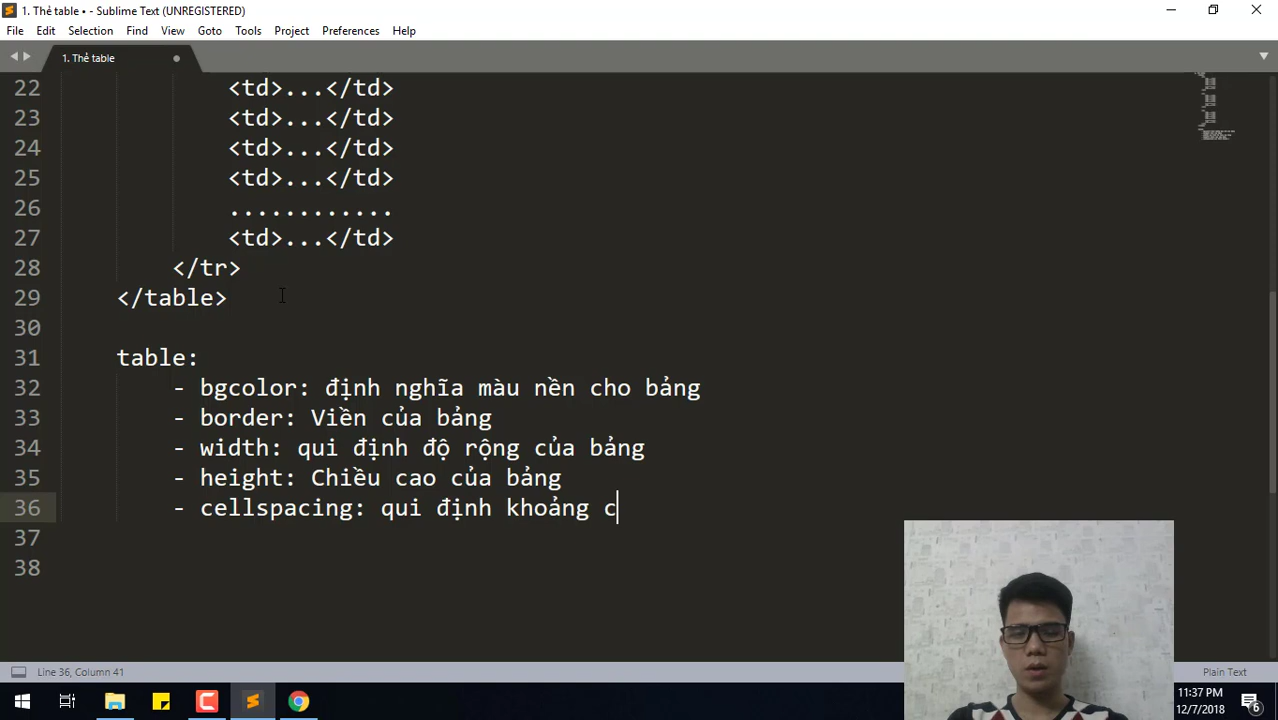 1. Thẻ table • - Sublime Text (UNREGISTERED)
File Edit Selection Find View Goto Tools Project Preferences Help
1. Thẻ table
22 <td>...</td>
23 <td>...</td>
24 <td>...</td>
25 <td>...</td>
26 ............
27 <td>...</td>
28 </tr>
29 </table>
30
31 table:
32 - bgcolor: định nghĩa màu nền cho bảng
33 - border: Viền của bảng
34 - width: qui định độ rộng của bảng
35 - height: Chiều cao của bảng
36 - cellspacing: qui định khoảng c
37
38
Line 36, Column 41
Plain Text
11:37 PM
12/7/2018
6